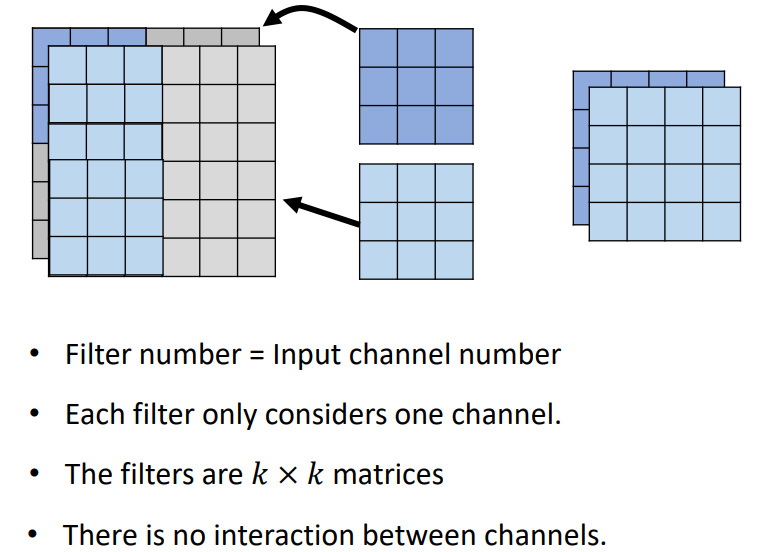 • Filter number = Input channel number
• Each filter only considers one channel.
• The filters are 𝑘 × 𝑘 matrices
• There is no interaction between channels.